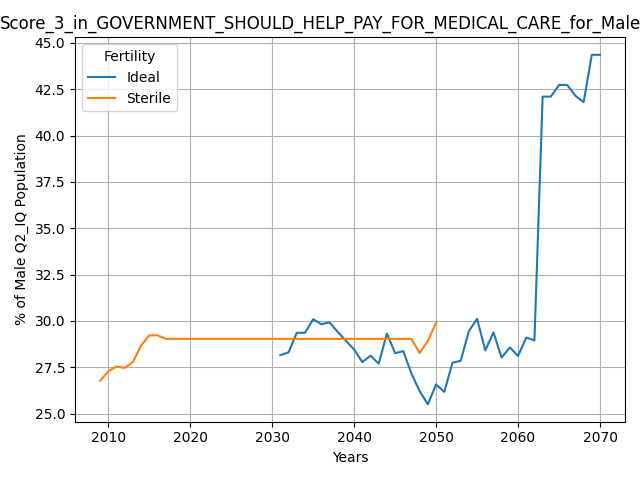 Score_3_in_GOVERNMENT_SHOULD_HELP_PAY_FOR_MEDICAL_CARE_for_Male
45.0
42.5
40.0
37.5
35.0
32.5
30.0
27.5
25.0
% of Male Q2_IQ Population
Fertility
Ideal
Sterile
2010 2020 2030 2040 2050 2060 2070
Years